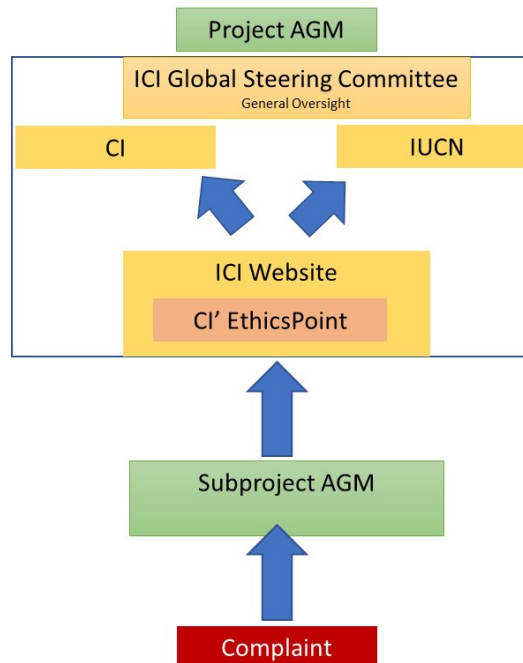 Project AGM
ICI Global Steering Committee
General Oversight
CI
IUCN
ICI Website
CI’ EthicsPoint
Subproject AGM
Complaint